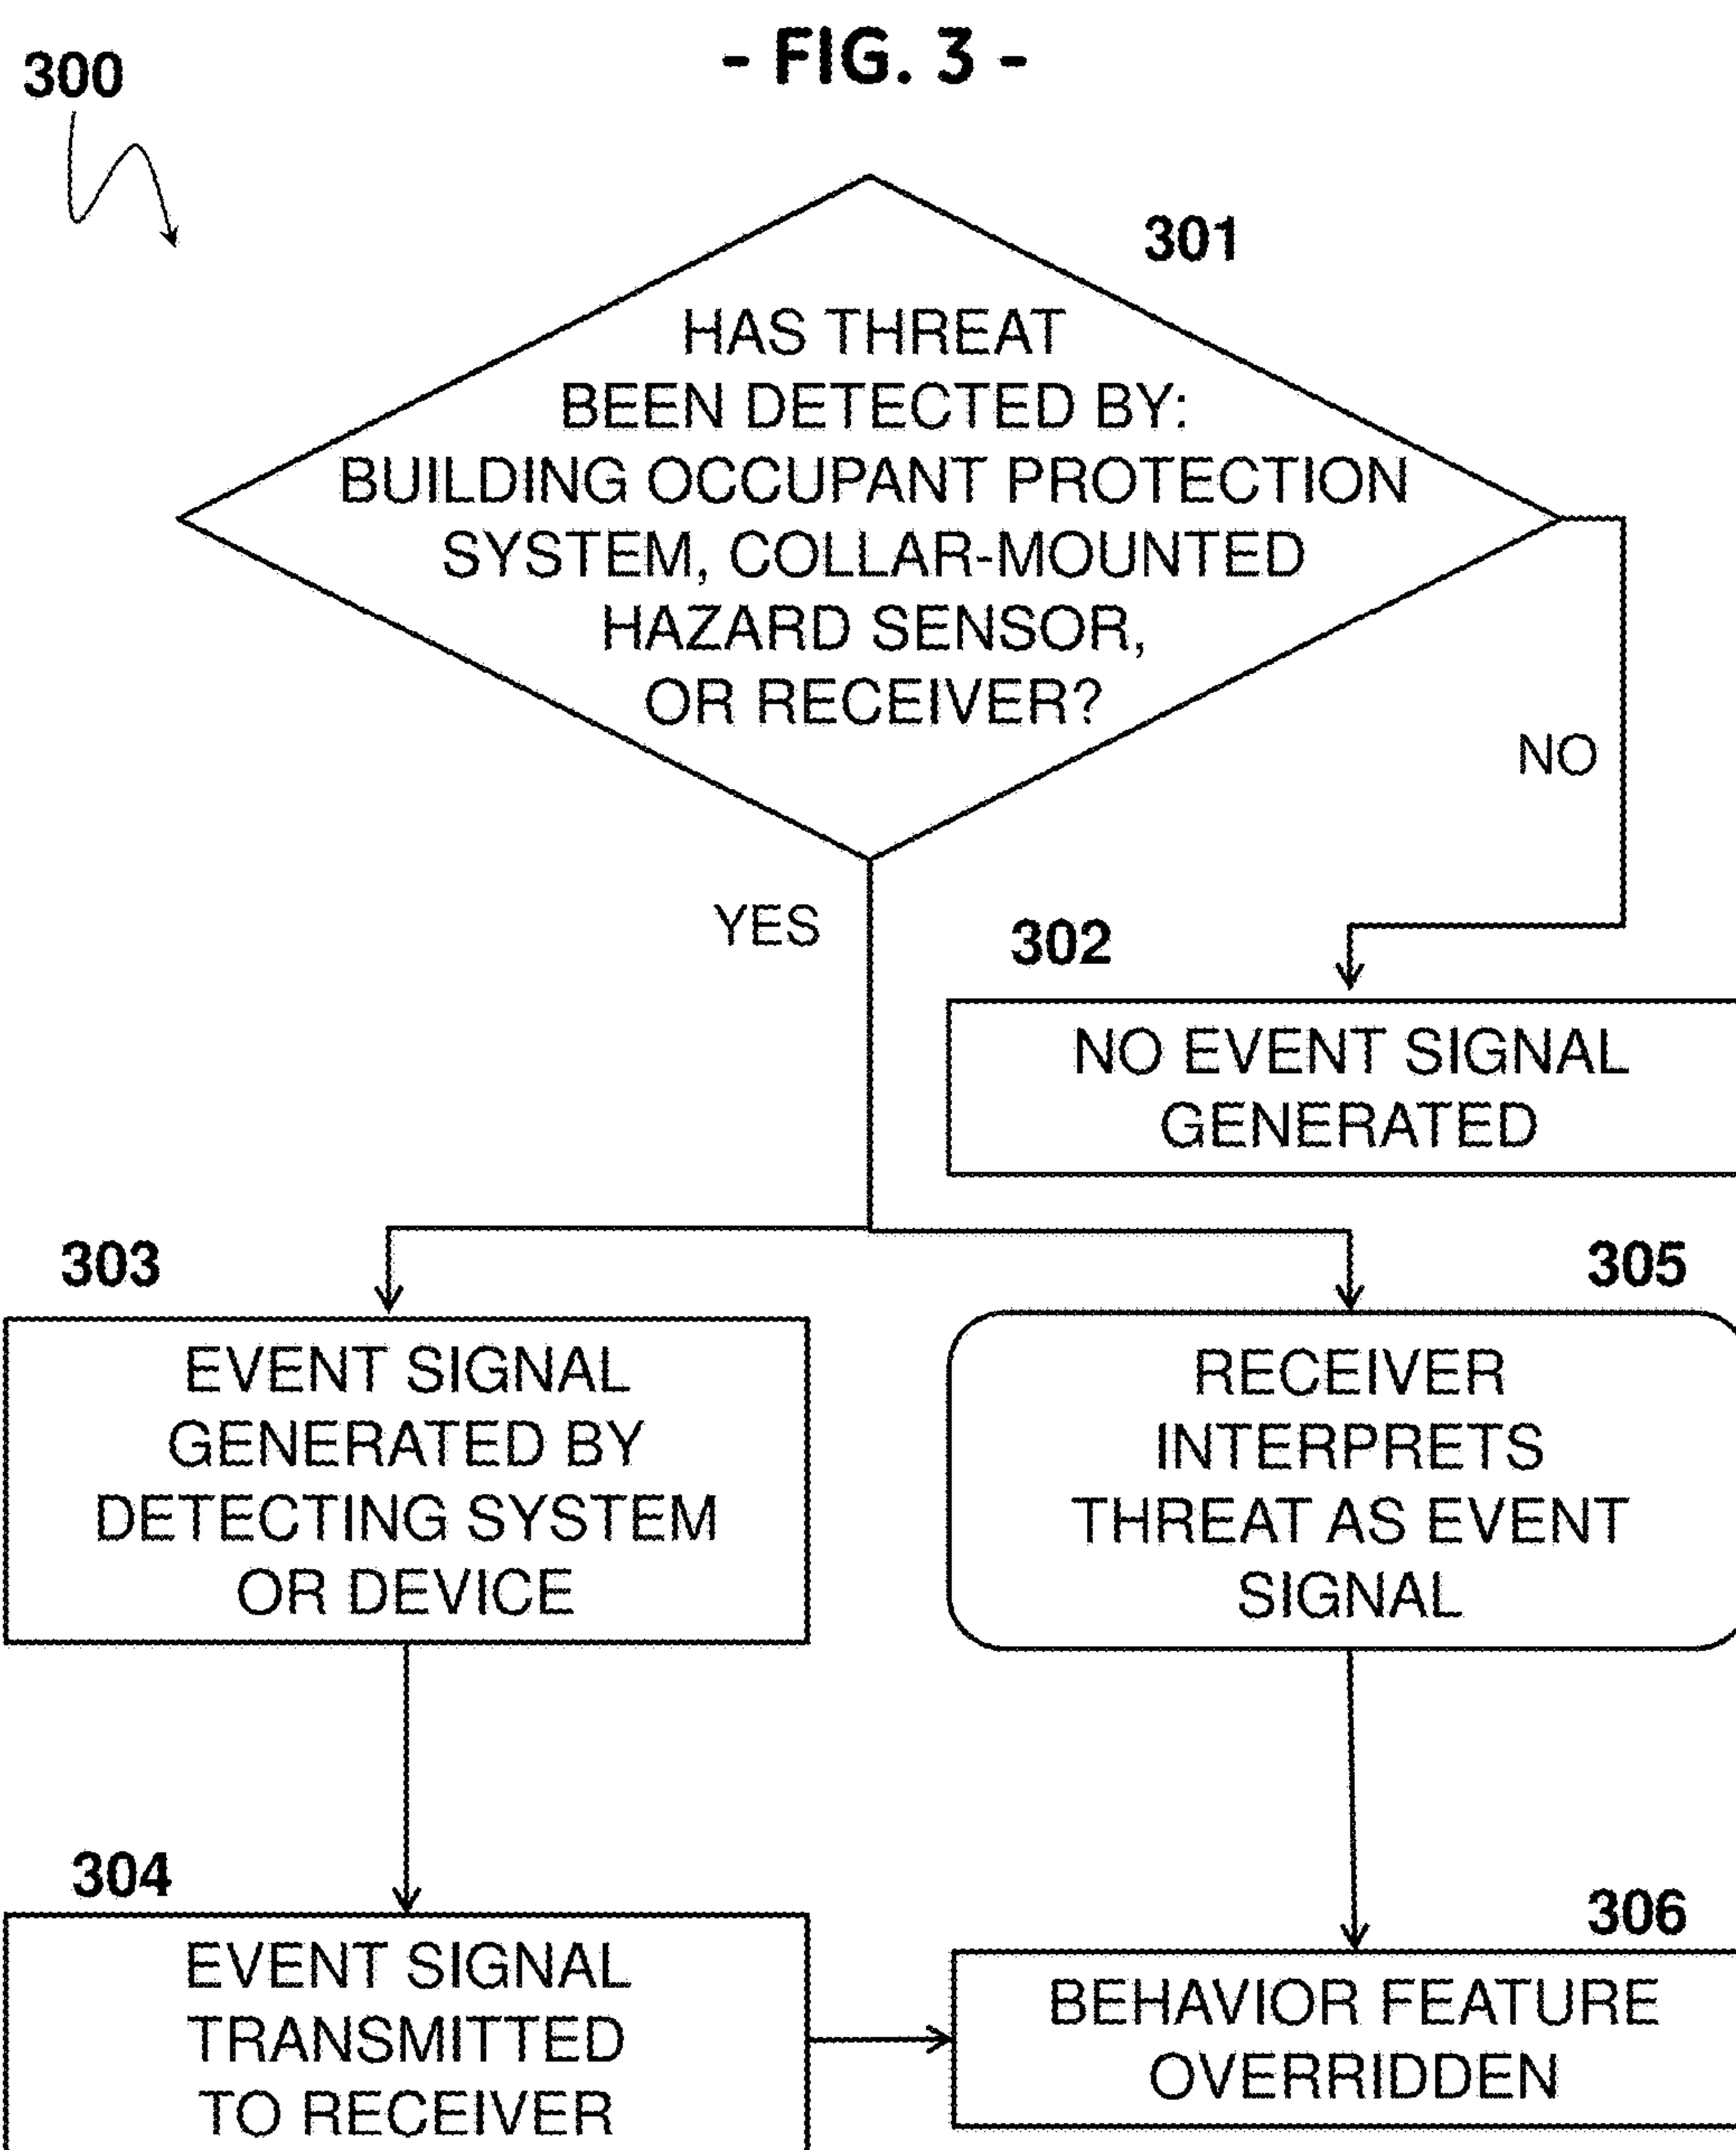 - FIG. 3 -
300
301
HAS THREAT
BEEN DETECTED BY:
BUILDING OCCUPANT PROTECTION
SYSTEM, COLLAR-MOUNTED
HAZARD SENSOR,
OR RECEIVER?
NO
YES
302
NO EVENT SIGNAL
GENERATED
303
EVENT SIGNAL
GENERATED BY
DETECTING SYSTEM
OR DEVICE
305
RECEIVER
INTERPRETS
THREAT AS EVENT
SIGNAL
304
EVENT SIGNAL
TRANSMITTED
TO RECEIVER
306
BEHAVIOR FEATURE
OVERRIDDEN